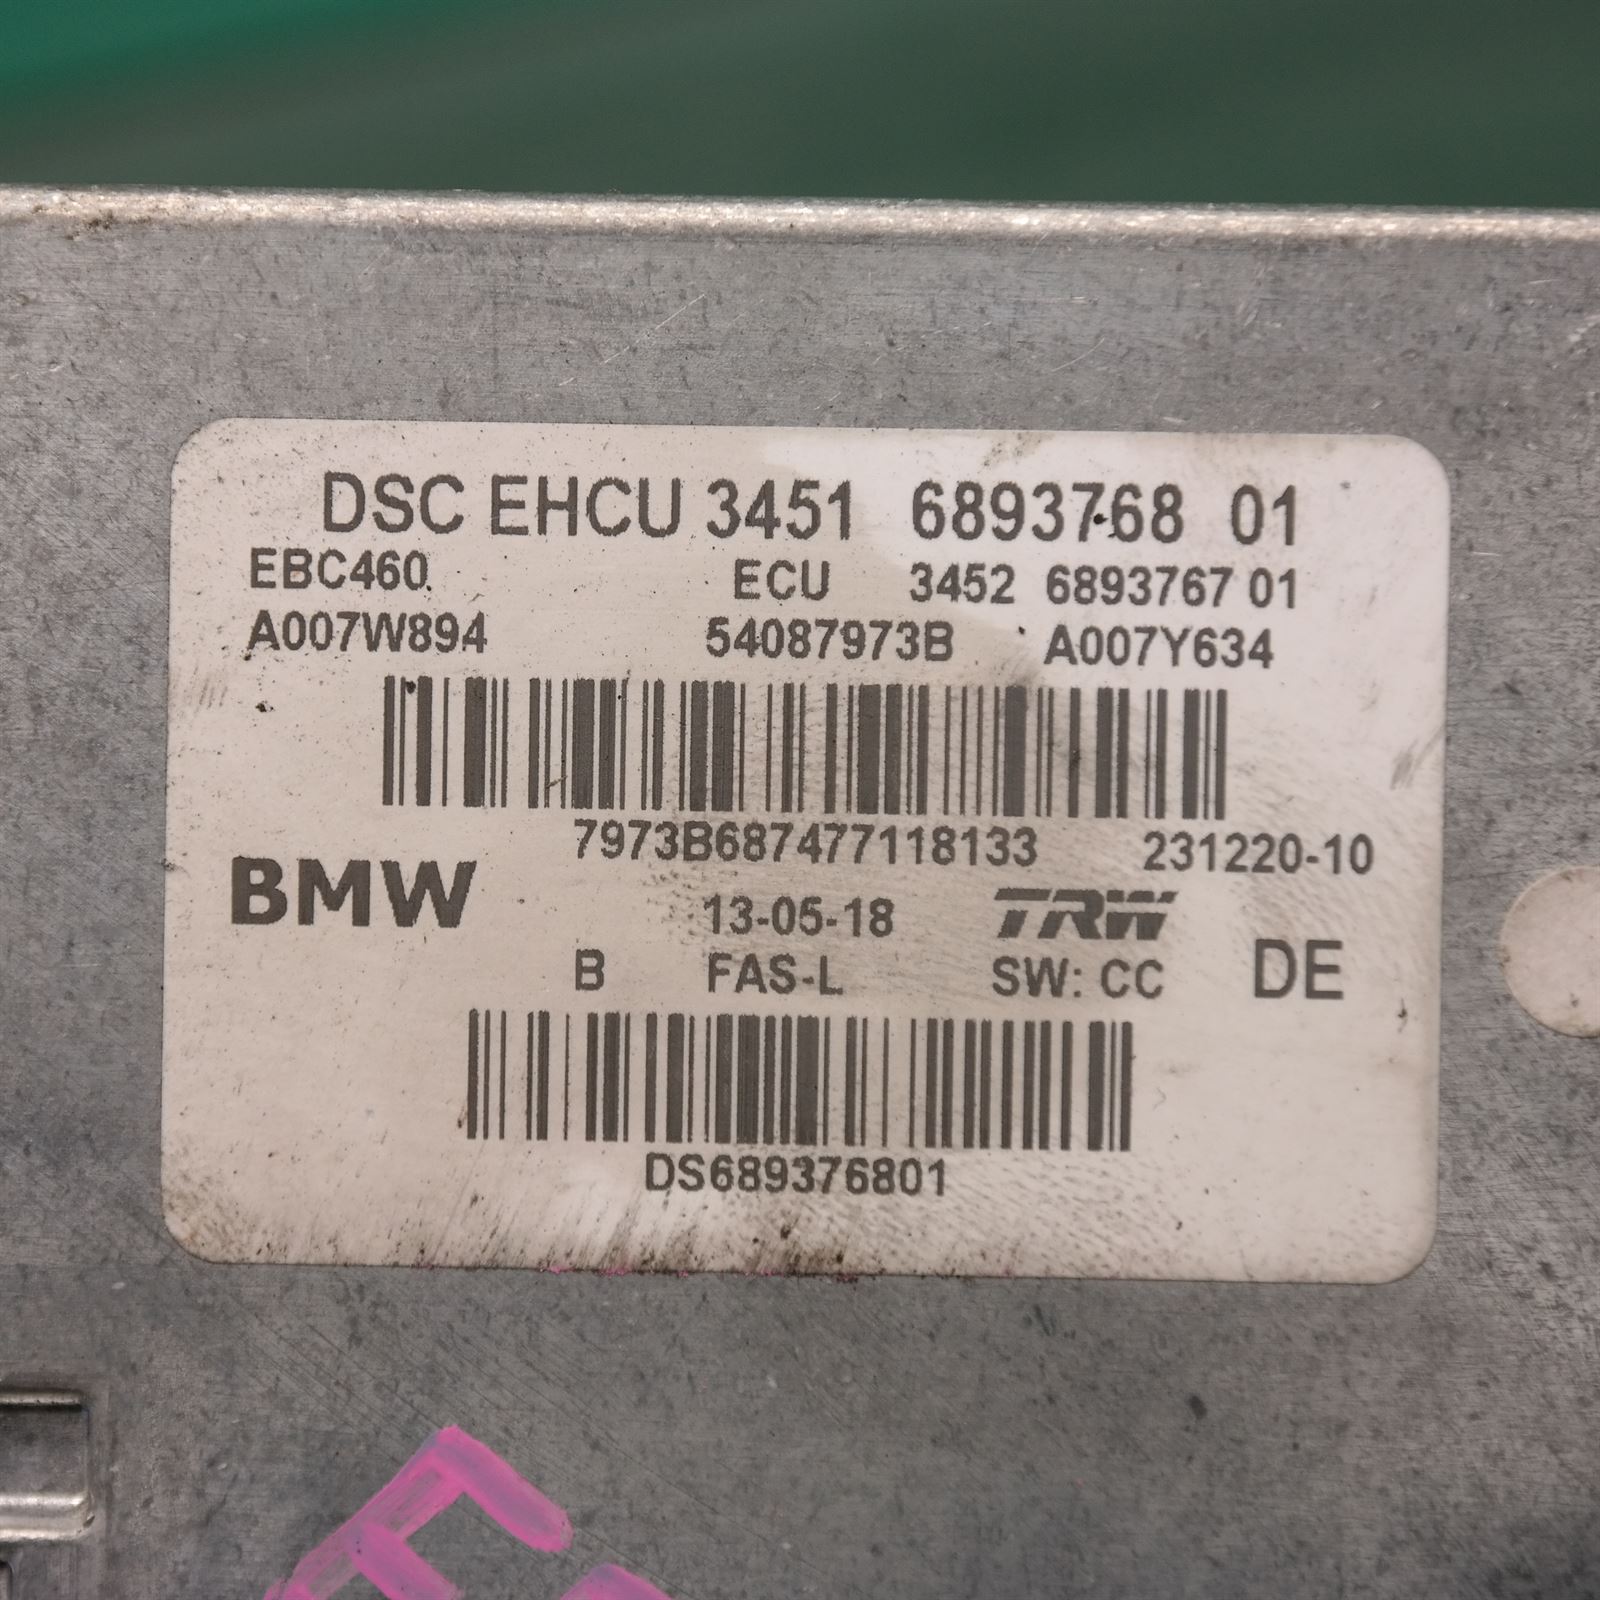 DSC EHCU 3451 6893768 01
EBC460 ECU 3452 6893767 01
A007W894 54087973B A007Y634
7973B687477118133 231220-10
BMW 13-05-18 TRW
B FAS-L SW: CC DE
DS689376801